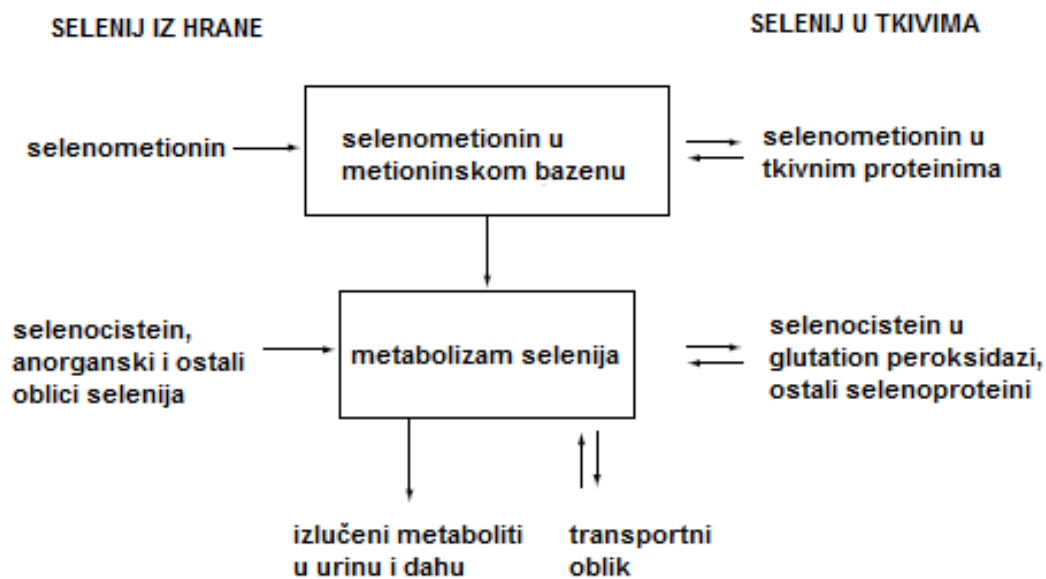 SELENIJ IZ HRANE
SELENIJ U TKIVIMA
selenometionin
selenometionin u
metioninskom bazenu
selenometionin u
tkivnim proteinima
selenocistein,
anorganski i ostali
oblici selenija
metabolizam selenija
selenocistein u
glutation peroksidazi,
ostali selenoproteini
izlučeni metaboliti
u urinu i dahu
transportni
oblik